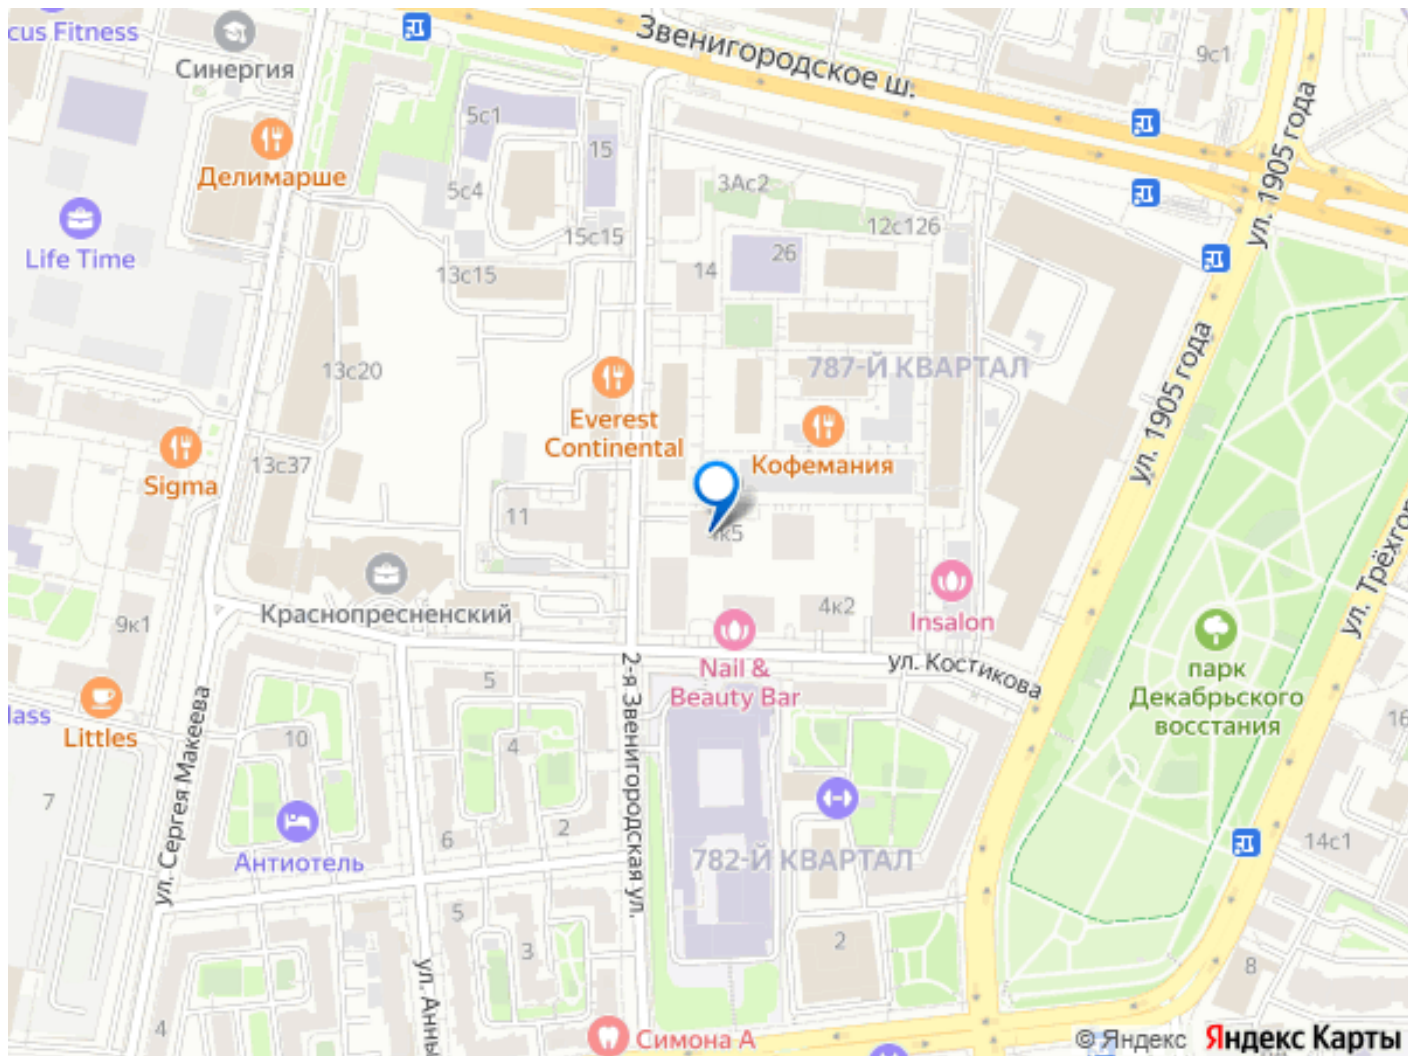 cus Fitness
Синергия
Звенигородское ш.
9с1
5с1
Делимарше
15
ул. 1905 года
5с4
3Ас2
Life Time
15с15
12с126
13с15
14
26
13с20
787-Й КВАРТАЛ
ул. 1905 года
Everest
Continental
Кофемания
13с37
Sigma
11
4к5
Краснопресненский
9к1
4к2
Insalon
ул. Трёхгор
парк
Декабрьского
восстания
ул. Костикова
Nail &
Beauty Bar
2-я Звенигородская ул.
5
lass
Littles
ул. Сергея Макеева
10
4
16
7
6
2
Антиотель
782-Й КВАРТАЛ
14с1
5
3
2
ул. Анны
8
4
Симона А
© Яндекс Яндекс Карты